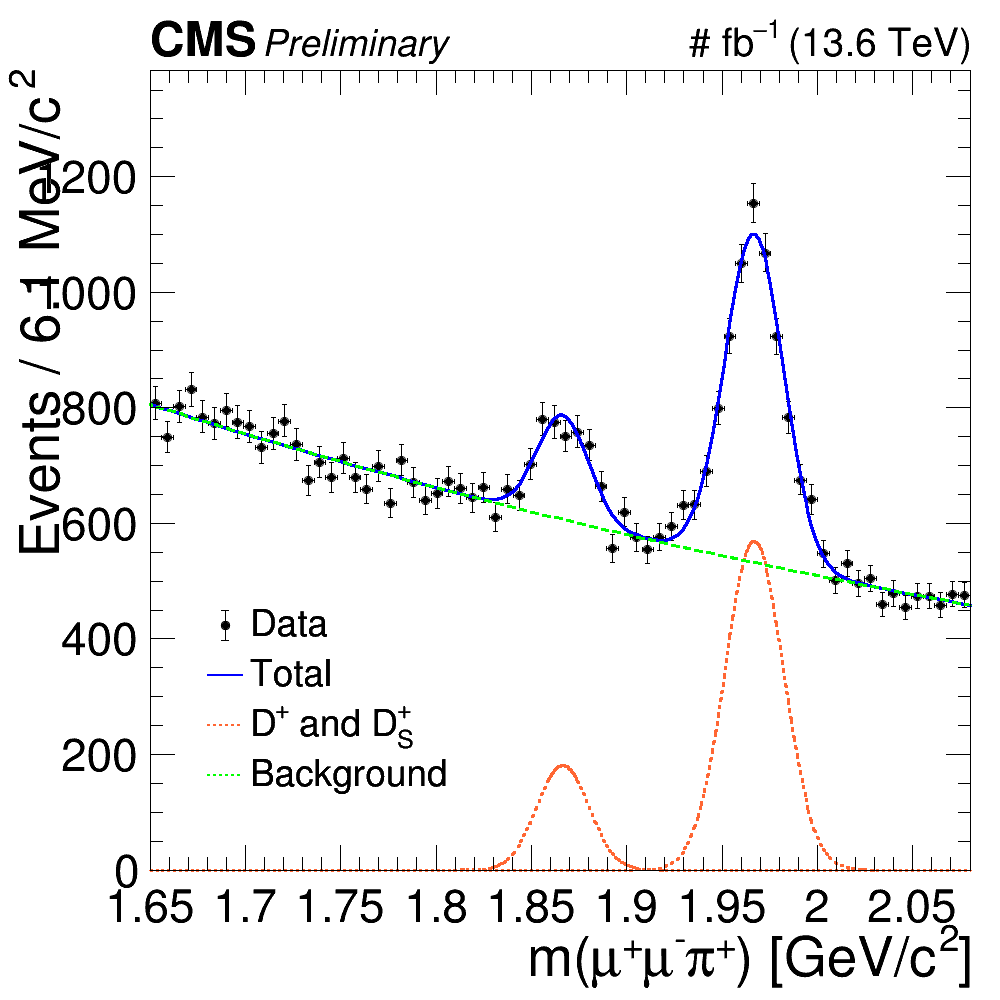 CMS Preliminary # fb⁻¹ (13.6 TeV)
Events / 6.1 MeV/c²
1200
1000
800
600
400
200
0
Data
Total
D⁺ and D_S⁺
Background
1.65 1.7 1.75 1.8 1.85 1.9 1.95 2 2.05
m(μ⁺μ⁻π⁺) [GeV/c²]